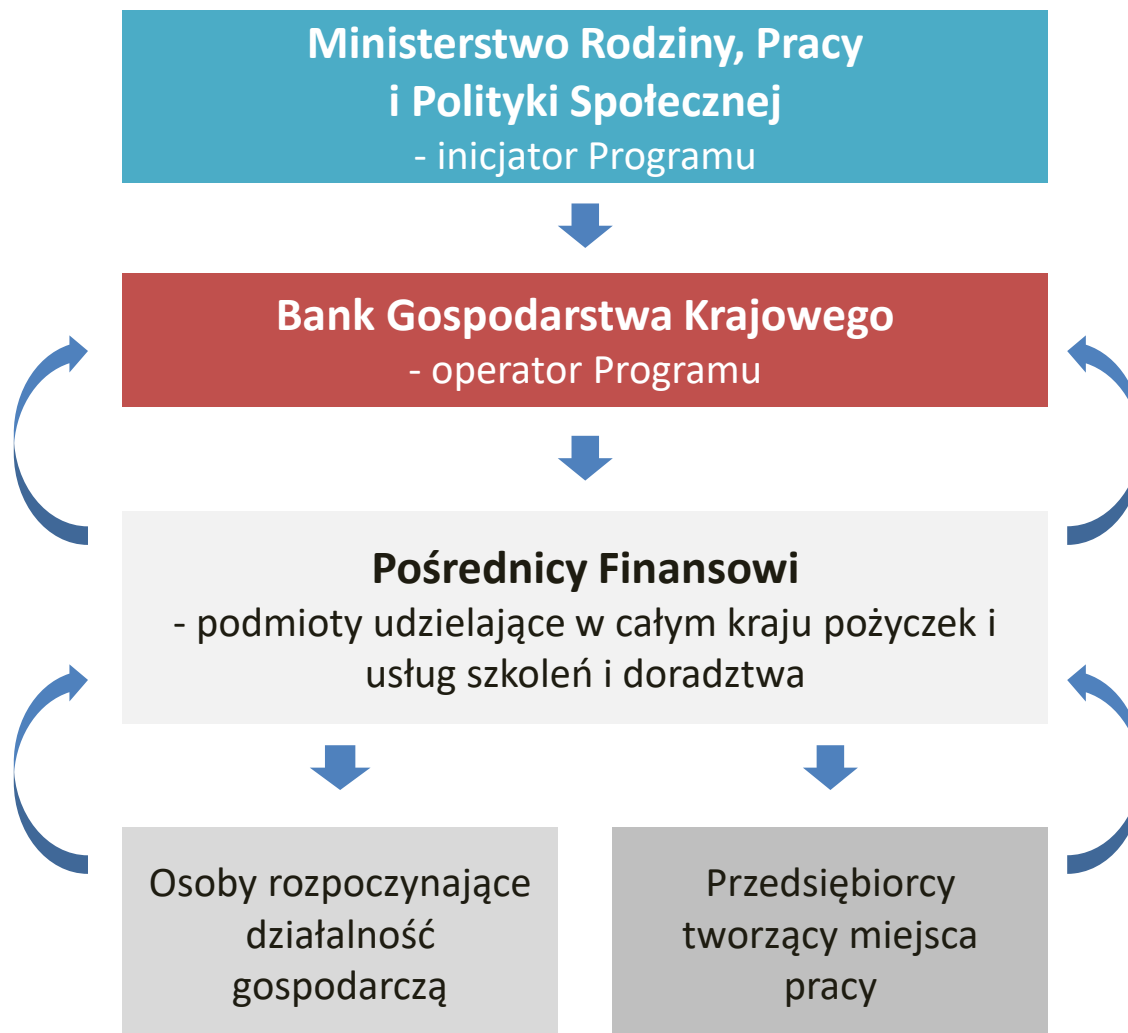 Ministerstwo Rodziny, Pracy
i Polityki Społecznej
- inicjator Programu
Bank Gospodarstwa Krajowego
- operator Programu
Pośrednicy Finansowi
- podmioty udzielające w całym kraju pożyczek i
usług szkoleń i doradztwa
Osoby rozpoczynające
działalność
gospodarczą
Przedsiębiorcy
tworzący miejsca
pracy